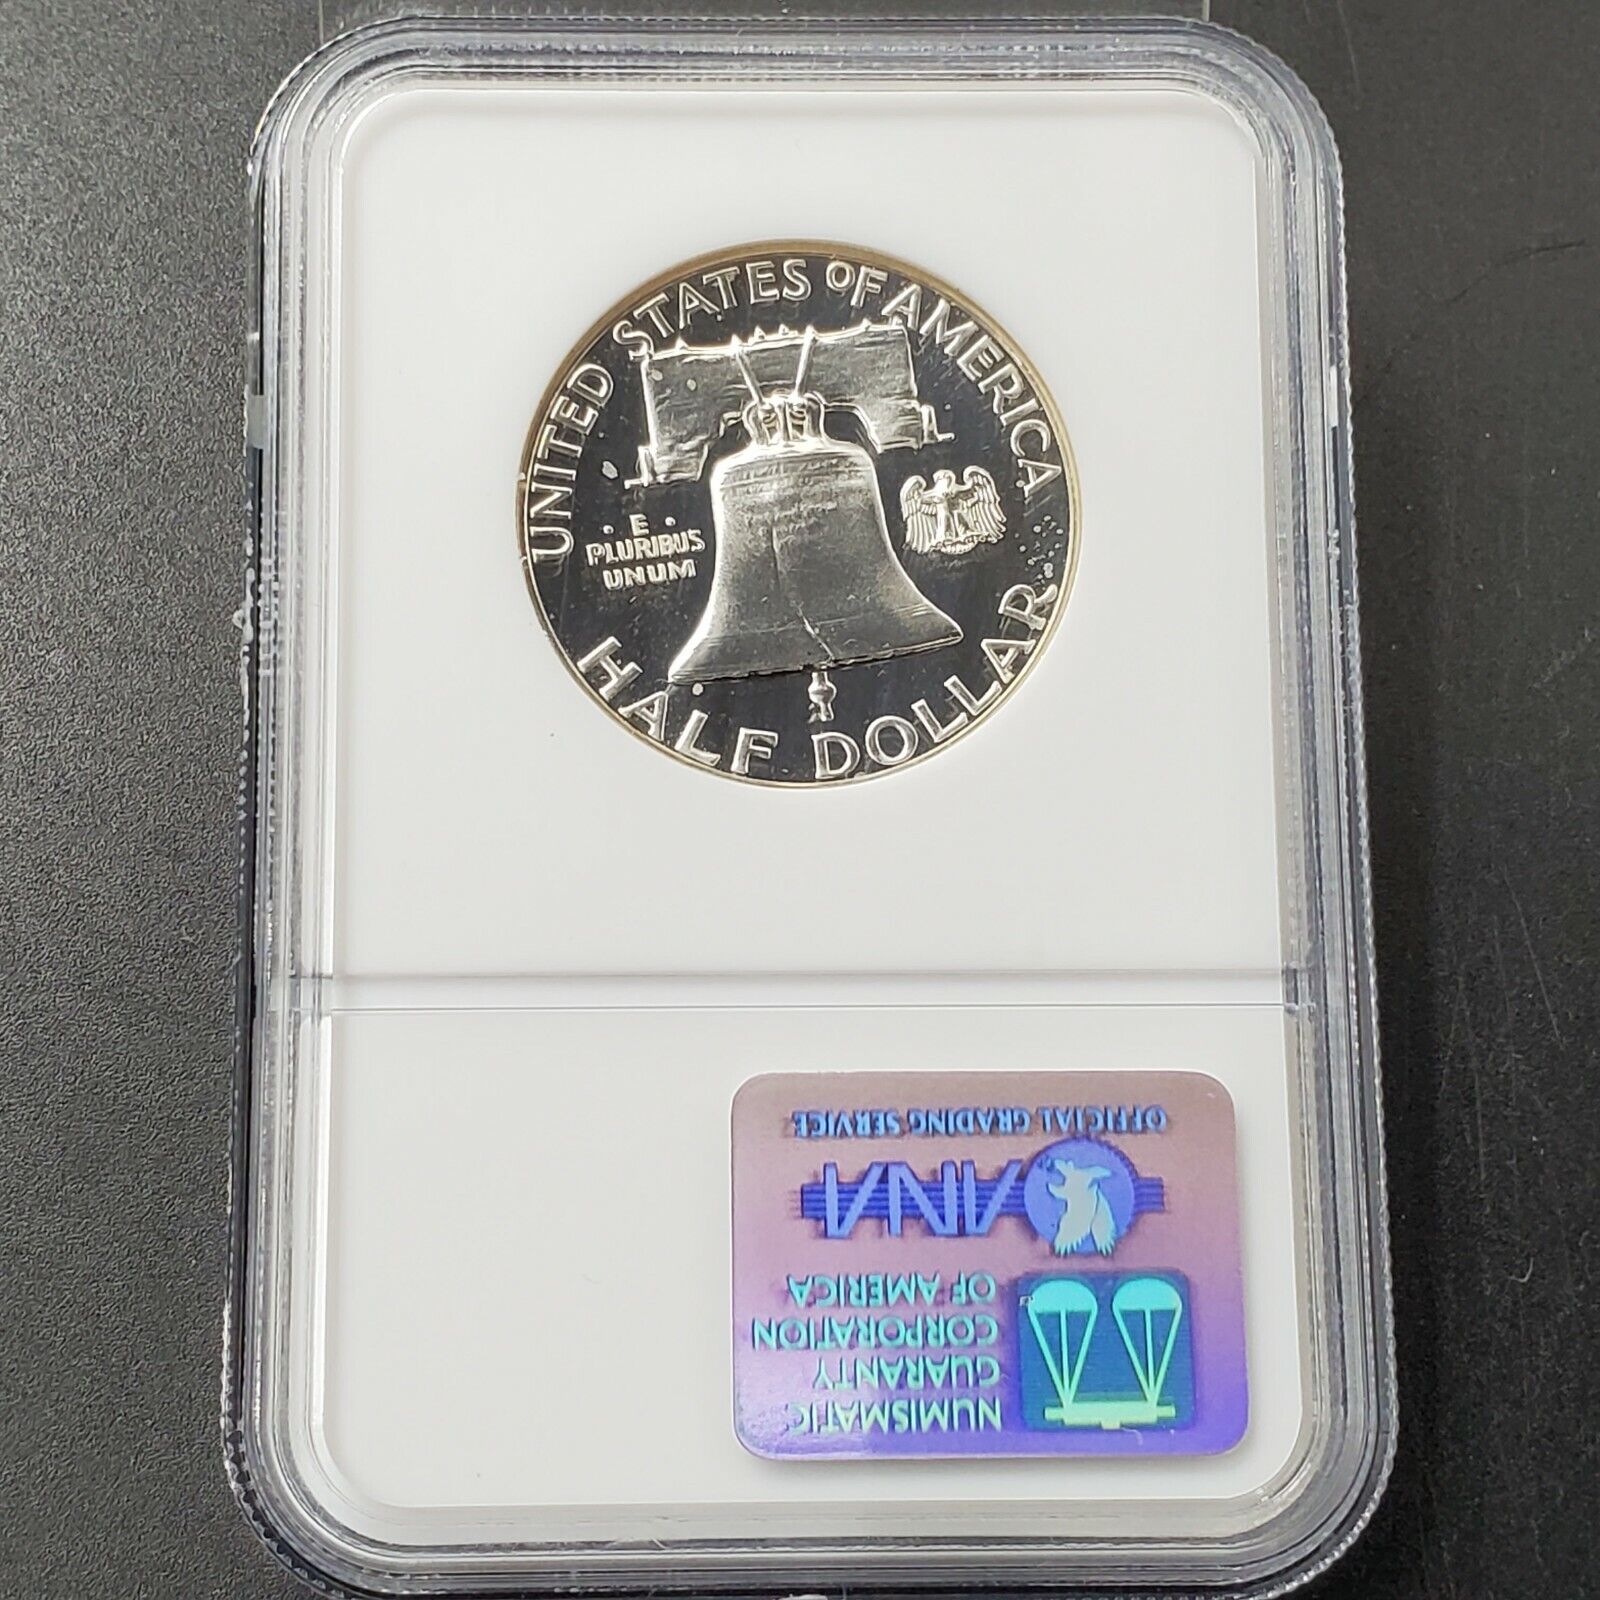 UNITED STATES OF AMERICA
E
PLURIBUS
UNUM
HALF DOLLAR
NUMISMATIC
GUARANTY
CORPORATION
OF AMERICA
ANA
OFFICIAL GRADING SERVICE